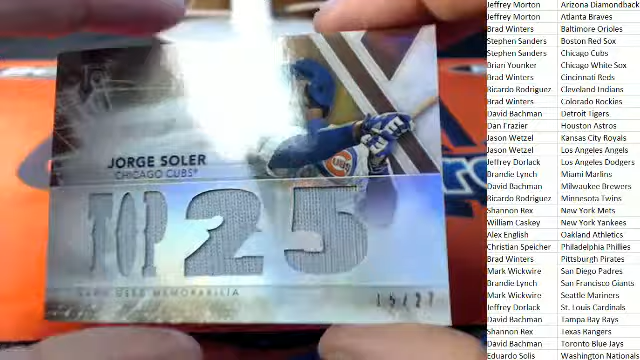 JORGE SOLER
CHICAGO CUBS®
TOP 25
GAME USED MEMORABILIA
15/27
CUBS
Jeffrey Morton Arizona Diamondback
Jeffrey Morton Atlanta Braves
Brad Winters Baltimore Orioles
Stephen Sanders Boston Red Sox
Stephen Sanders Chicago Cubs
Brian Younker Chicago White Sox
Brad Winters Cincinnati Reds
Ricardo Rodriguez Cleveland Indians
Brad Winters Colorado Rockies
David Bachman Detroit Tigers
Dan Frazier Houston Astros
Jason Wetzel Kansas City Royals
Jason Wetzel Los Angeles Angels
Jeffrey Dorlack Los Angeles Dodgers
Brandie Lynch Miami Marlins
David Bachman Milwaukee Brewers
Ricardo Rodriguez Minnesota Twins
Shannon Rex New York Mets
William Caskey New York Yankees
Alex English Oakland Athletics
Christian Speicher Philadelphia Phillies
Brad Winters Pittsburgh Pirates
Mark Wickwire San Diego Padres
Brandie Lynch San Francisco Giants
Mark Wickwire Seattle Mariners
Jeffrey Dorlack St. Louis Cardinals
David Bachman Tampa Bay Rays
Shannon Rex Texas Rangers
David Bachman Toronto Blue Jays
Eduardo Solis Washington Nationals